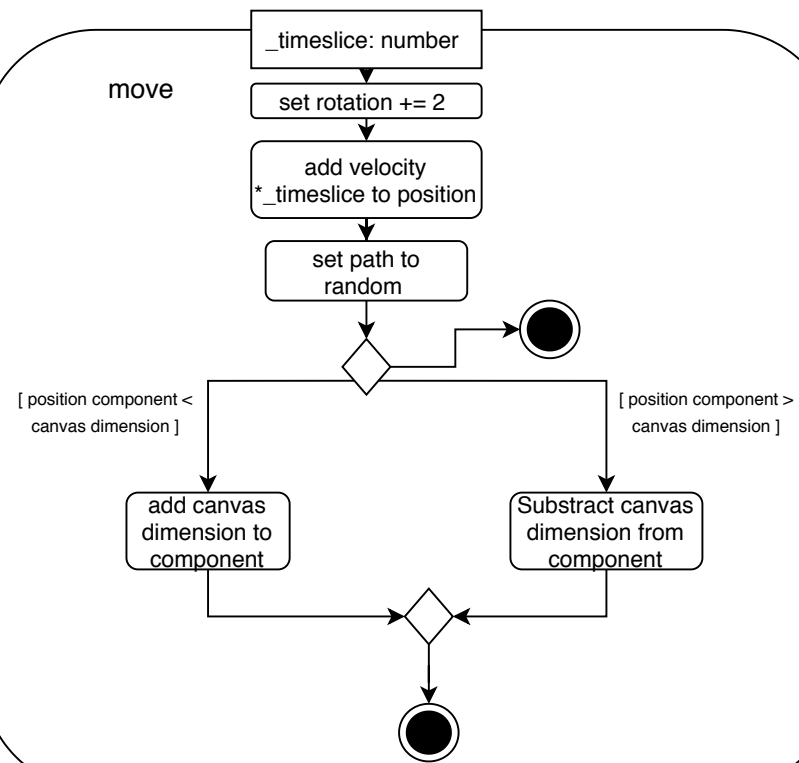 _timeslice: number
move
set rotation += 2
add velocity
*_timeslice to position
set path to
random
[ position component <
canvas dimension ]
[ position component >
canvas dimension ]
add canvas
dimension to
component
Substract canvas
dimension from
component